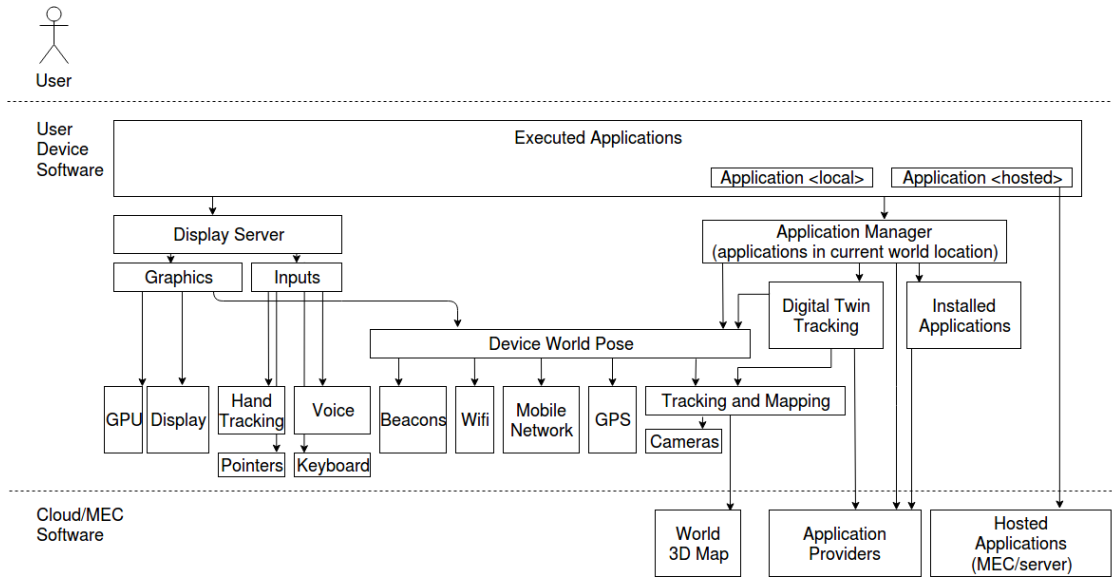 User
User
Device
Software
Executed Applications
Application <local>
Application <hosted>
Display Server
Application Manager
(applications in current world location)
Graphics
Inputs
Digital Twin
Tracking
Installed
Applications
Device World Pose
GPU
Display
Hand
Tracking
Voice
Beacons
Wifi
Mobile
Network
GPS
Tracking and Mapping
Cameras
Pointers
Keyboard
Cloud/MEC
Software
World
3D Map
Application
Providers
Hosted
Applications
(MEC/server)